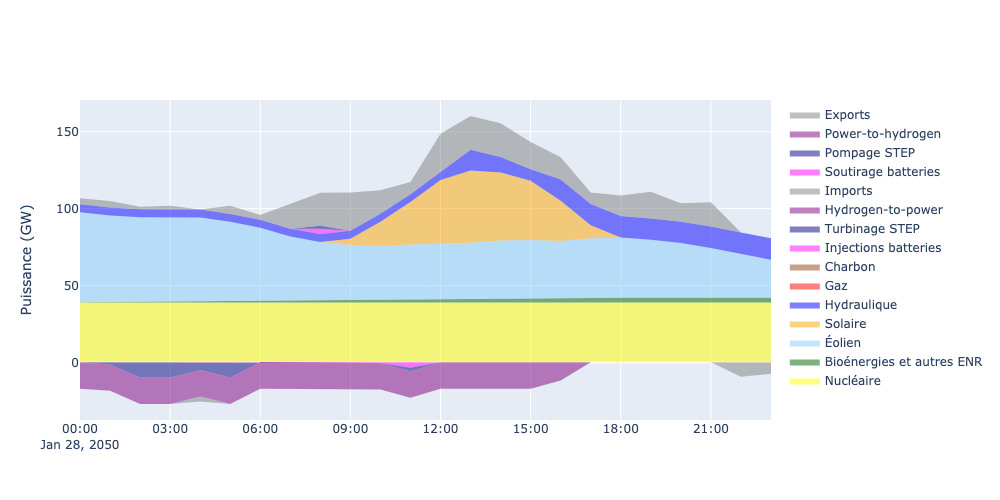 Puissance (GW)
150
100
50
0
00:00 03:00 06:00 09:00 12:00 15:00 18:00 21:00
Jan 28, 2050
Exports
Power-to-hydrogen
Pompage STEP
Soutirage batteries
Imports
Hydrogen-to-power
Turbinage STEP
Injections batteries
Charbon
Gaz
Hydraulique
Solaire
Éolien
Bioénergies et autres ENR
Nucléaire